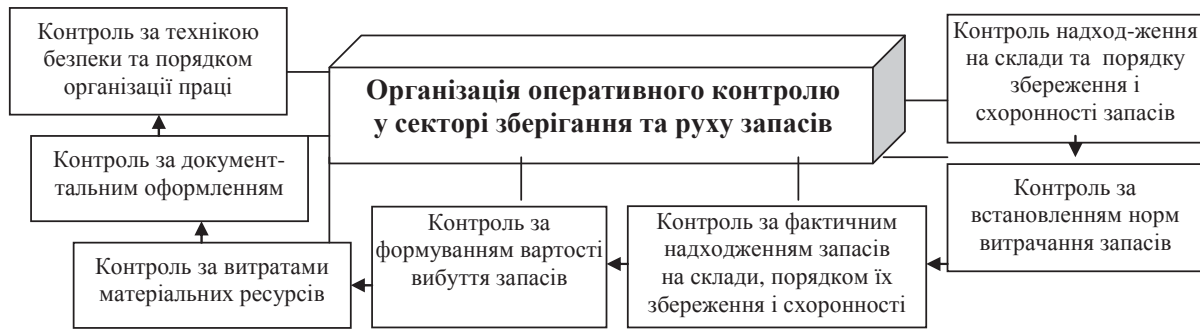 Контроль за технікою
безпеки та порядком
організації праці
Організація оперативного контролю
у секторі зберігання та руху запасів
Контроль надход-ження
на склади та порядку
збереження і
схоронності запасів
Контроль за докумен-
тальним оформленням
Контроль за
встановленням норм
витрачання запасів
Контроль за витратами
матеріальних ресурсів
Контроль за
формуванням вартості
вибуття запасів
Контроль за фактичним
надходженням запасів
на склади, порядком їх
збереження і схоронності